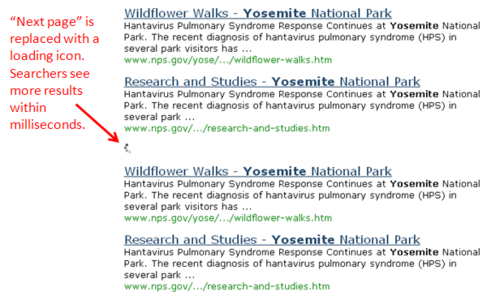 “Next page” is
replaced with a
loading icon.
Searchers see
more results
within
milliseconds.
Wildflower Walks - Yosemite National Park
Hantavirus Pulmonary Syndrome Response Continues at Yosemite National
Park. The recent diagnosis of hantavirus pulmonary syndrome (HPS) in
several park visitors has ...
www.nps.gov/yose/.../wildflower-walks.htm
Research and Studies - Yosemite National Park
Hantavirus Pulmonary Syndrome Response Continues at Yosemite National
Park. The recent diagnosis of hantavirus pulmonary syndrome (HPS) in
several park ...
www.nps.gov/.../research-and-studies.htm
Wildflower Walks - Yosemite National Park
Hantavirus Pulmonary Syndrome Response Continues at Yosemite National
Park. The recent diagnosis of hantavirus pulmonary syndrome (HPS) in
several park visitors has ...
www.nps.gov/yose/.../wildflower-walks.htm
Research and Studies - Yosemite National Park
Hantavirus Pulmonary Syndrome Response Continues at Yosemite National
Park. The recent diagnosis of hantavirus pulmonary syndrome (HPS) in
several park ...
www.nps.gov/.../research-and-studies.htm